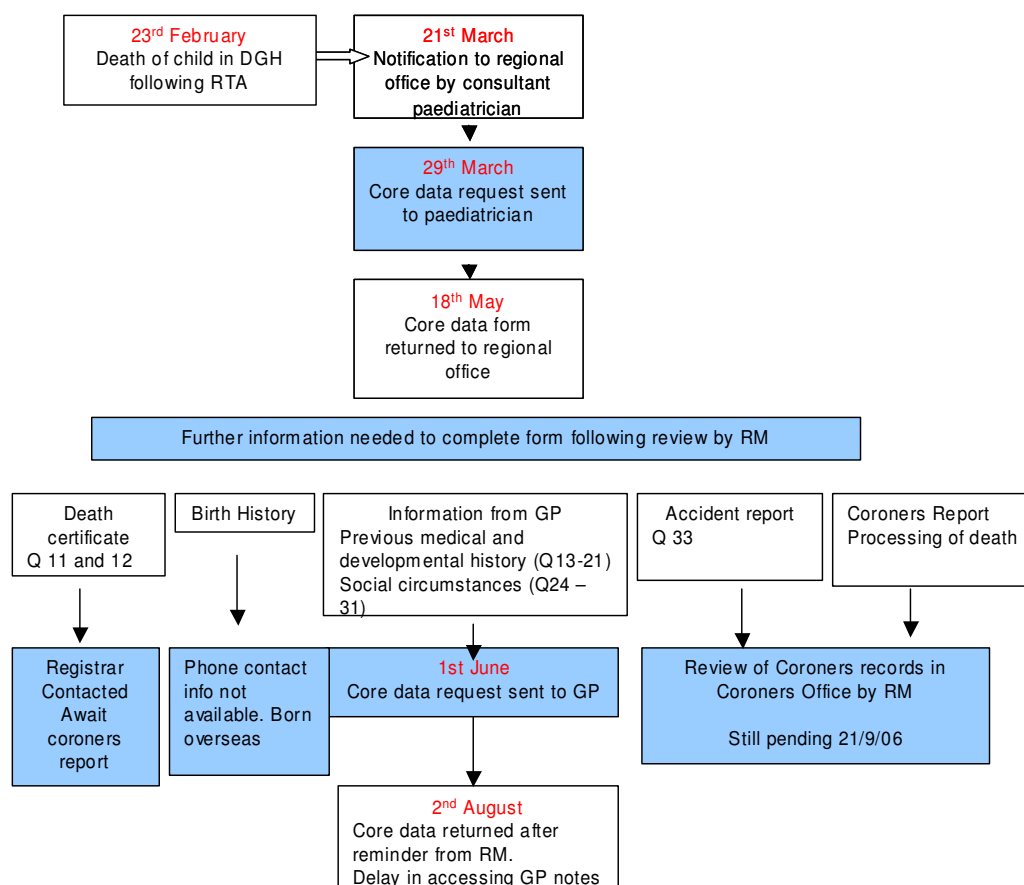 23rd February
Death of child in DGH
following RTA
21st March
Notification to regional
office by consultant
paediatrician
29th March
Core data request sent
to paediatrician
18th May
Core data form
returned to regional
office
Further information needed to complete form following review by RM
Death
certificate
Q 11 and 12
Birth History
Information from GP
Previous medical and
developmental history (Q13-21)
Social circumstances (Q24 –
31)
Accident report
Q 33
Coroners Report
Processing of death
Registrar
Contacted
Await
coroners
report
Phone contact
info not
available. Born
overseas
1st June
Core data request sent to GP
Review of Coroners records in
Coroners Office by RM
Still pending 21/9/06
2nd August
Core data returned after
reminder from RM.
Delay in accessing GP notes